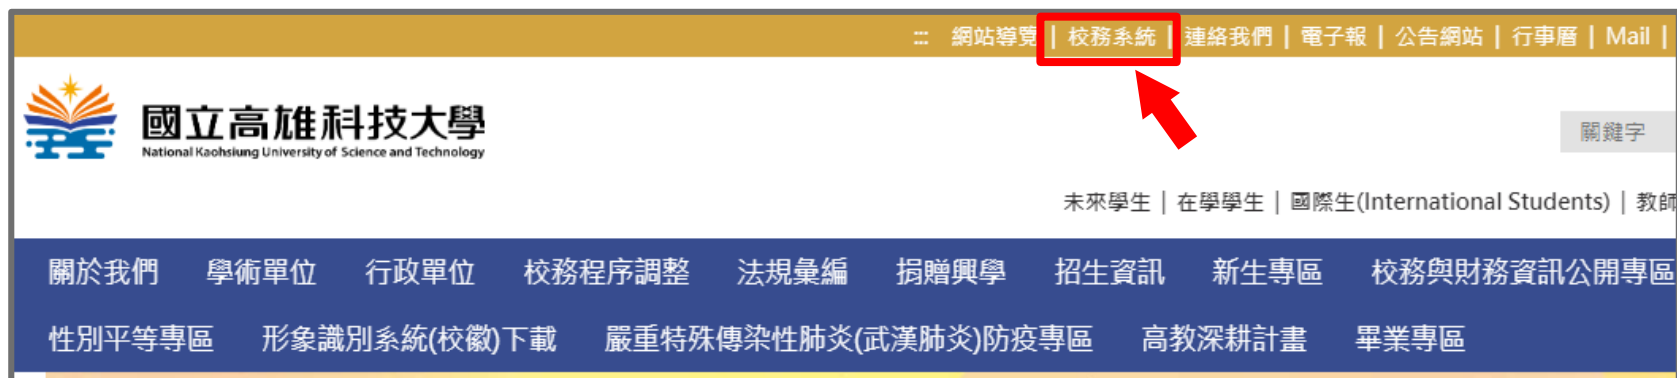 ::: 網站導覽 | 校務系統 | 連絡我們 | 電子報 | 公告網站 | 行事曆 | Mail |
國立高雄科技大學
National Kaohsiung University of Science and Technology
關鍵字
未來學生 | 在學學生 | 國際生(International Students) | 教師
關於我們 學術單位 行政單位 校務程序調整 法規彙編 捐贈興學 招生資訊 新生專區 校務與財務資訊公開專區
性別平等專區 形象識別系統(校徽)下載 嚴重特殊傳染性肺炎(武漢肺炎)防疫專區 高教深耕計畫 畢業專區